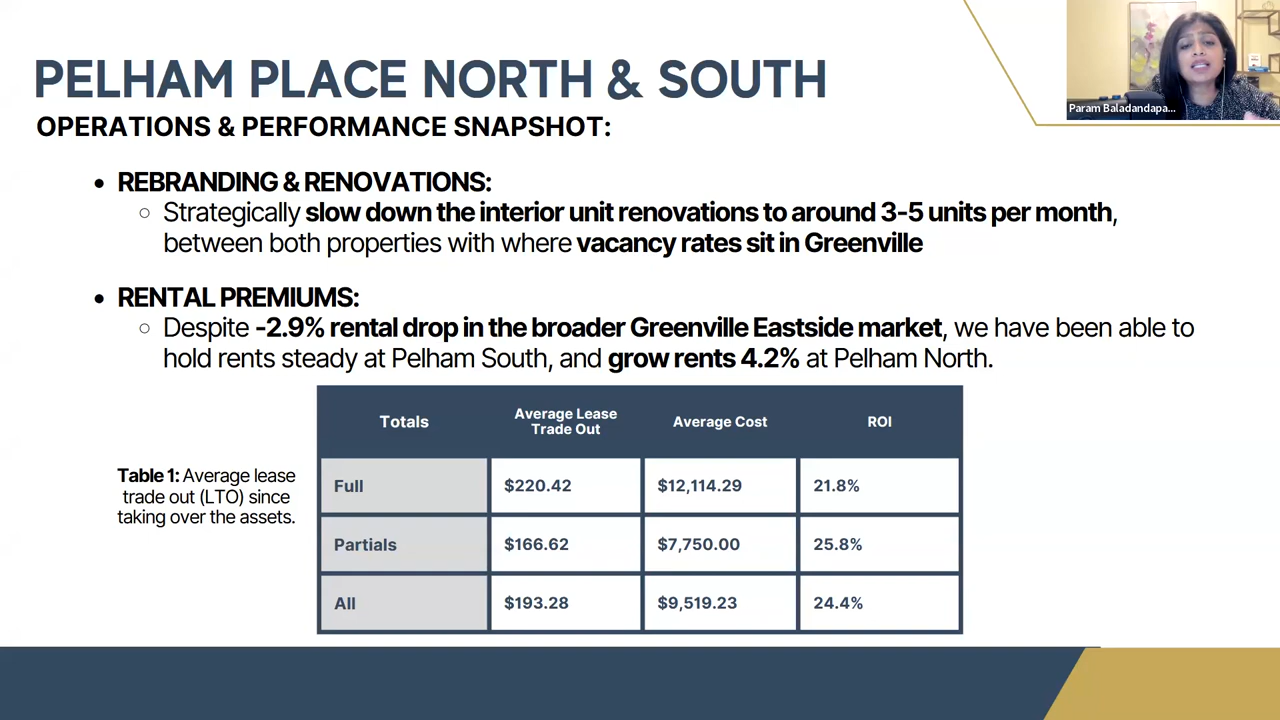 PELHAM PLACE NORTH & SOUTH
OPERATIONS & PERFORMANCE SNAPSHOT:
Param Baladandapa...
• REBRANDING & RENOVATIONS:
○ Strategically slow down the interior unit renovations to around 3-5 units per month,
between both properties with where vacancy rates sit in Greenville
• RENTAL PREMIUMS:
○ Despite -2.9% rental drop in the broader Greenville Eastside market, we have been able to
hold rents steady at Pelham South, and grow rents 4.2% at Pelham North.
Table 1: Average lease
trade out (LTO) since
taking over the assets.
Totals Average Lease Trade Out Average Cost ROI
Full $220.42 $12,114.29 21.8%
Partials $166.62 $7,750.00 25.8%
All $193.28 $9,519.23 24.4%